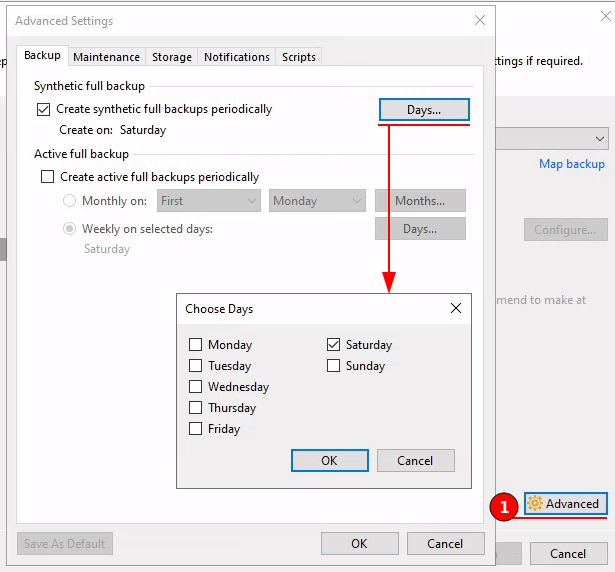 Advanced Settings
Backup Maintenance Storage Notifications Scripts
ttings if required.
Synthetic full backup
Create synthetic full backups periodically
Days...
Create on: Saturday
Map backup
Active full backup
Create active full backups periodically
Monthly on: First Monday Months...
Weekly on selected days: Days...
Configure...
Saturday
mmend to make at
Choose Days
Monday Saturday
Tuesday Sunday
Wednesday
Thursday
Friday
OK Cancel
1 Advanced
Save As Default OK Cancel
Cancel